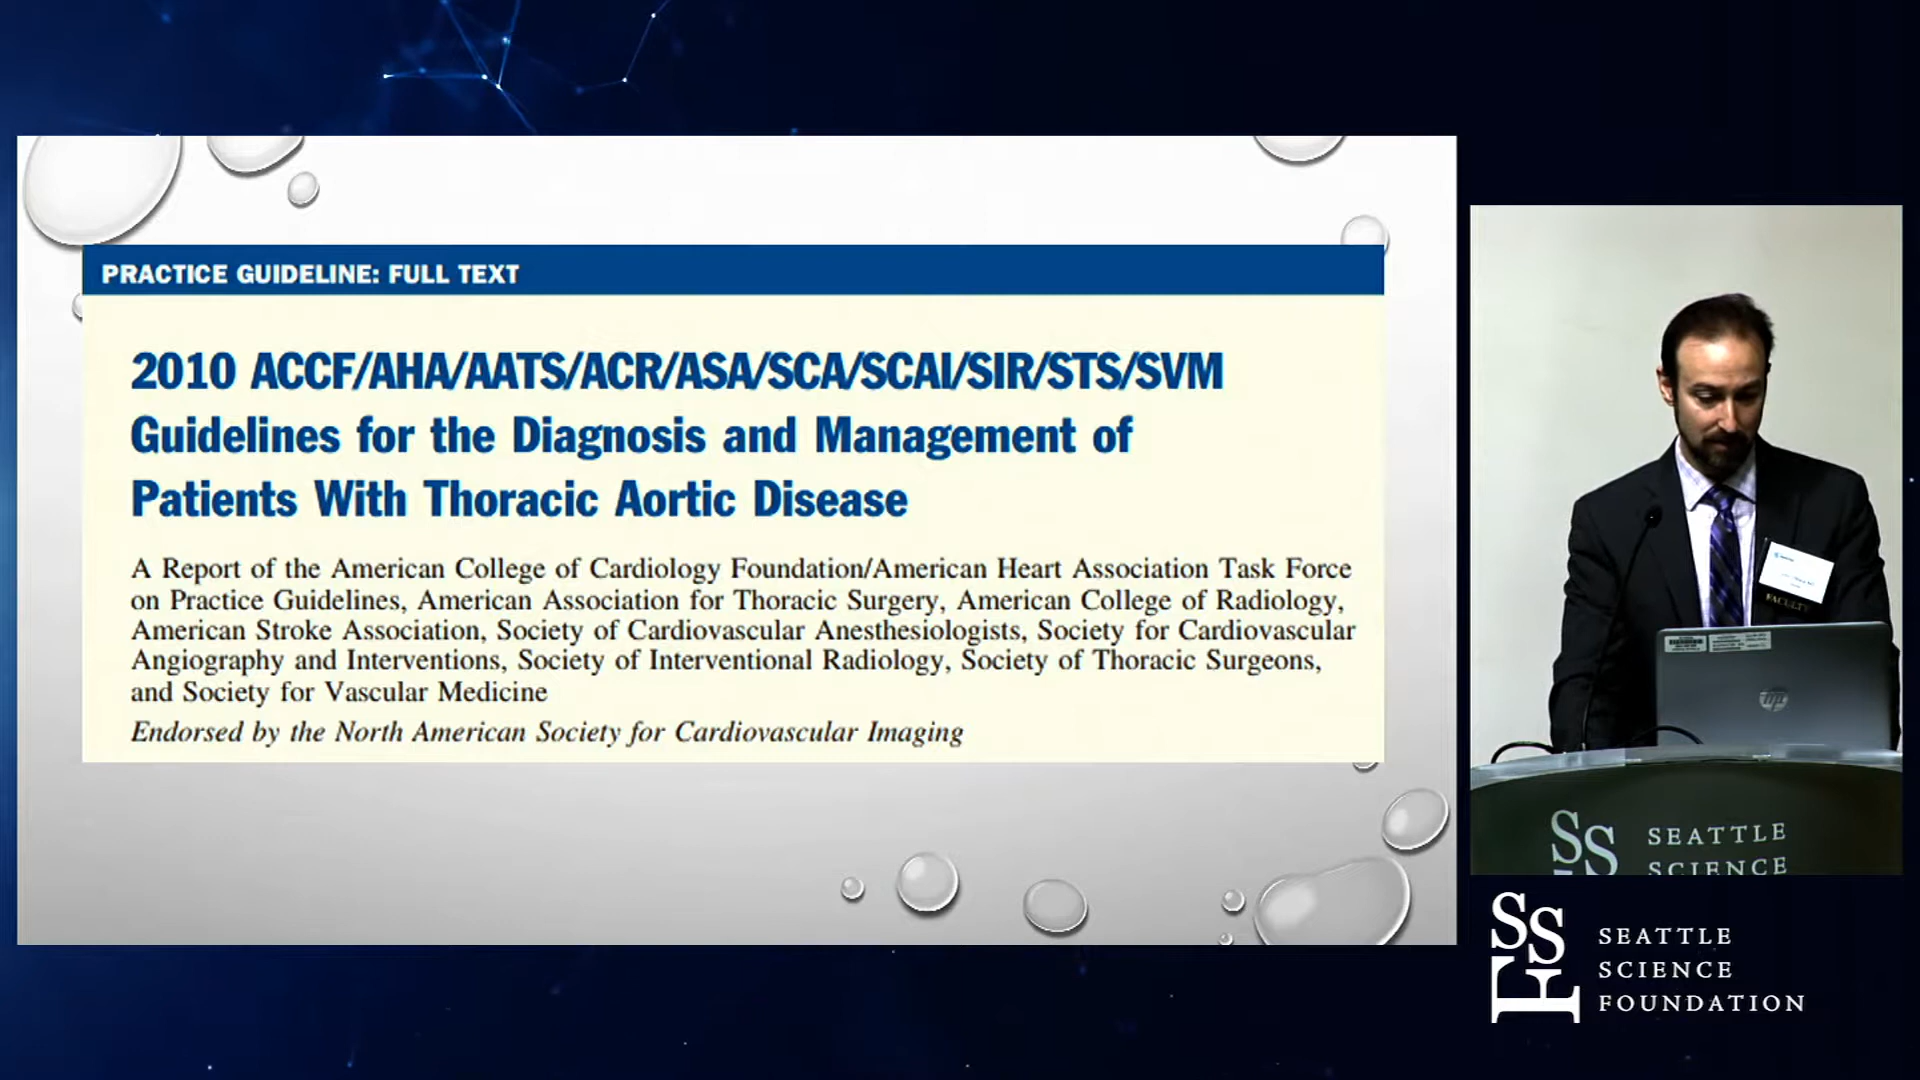 PRACTICE GUIDELINE: FULL TEXT
2010 ACCF/AHA/AATS/ACR/ASA/SCA/SCAI/SIR/STS/SVM
Guidelines for the Diagnosis and Management of
Patients With Thoracic Aortic Disease
A Report of the American College of Cardiology Foundation/American Heart Association Task Force
on Practice Guidelines, American Association for Thoracic Surgery, American College of Radiology,
American Stroke Association, Society of Cardiovascular Anesthesiologists, Society for Cardiovascular
Angiography and Interventions, Society of Interventional Radiology, Society of Thoracic Surgeons,
and Society for Vascular Medicine
Endorsed by the North American Society for Cardiovascular Imaging
FACULTY
hp
SS
SEATTLE
SCIENCE
SSF
SEATTLE
SCIENCE
FOUNDATION